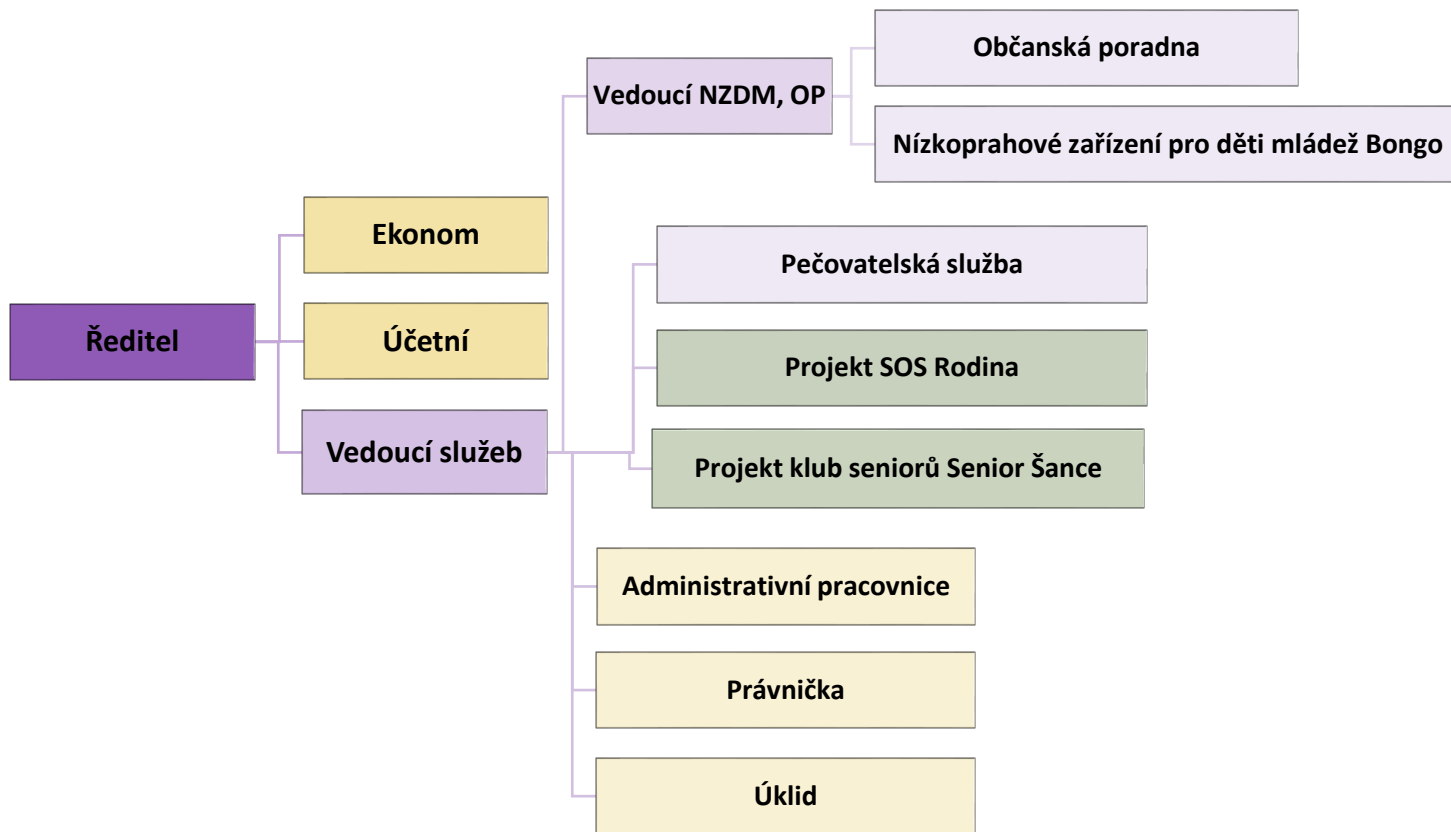 Občanská poradna
Vedoucí NZDM, OP
Nízkoprahové zařízení pro děti mládež Bongo
Ekonom
Pečovatelská služba
Ředitel
Účetní
Projekt SOS Rodina
Vedoucí služeb
Projekt klub seniorů Senior Šance
Administrativní pracovnice
Právnička
Úklid